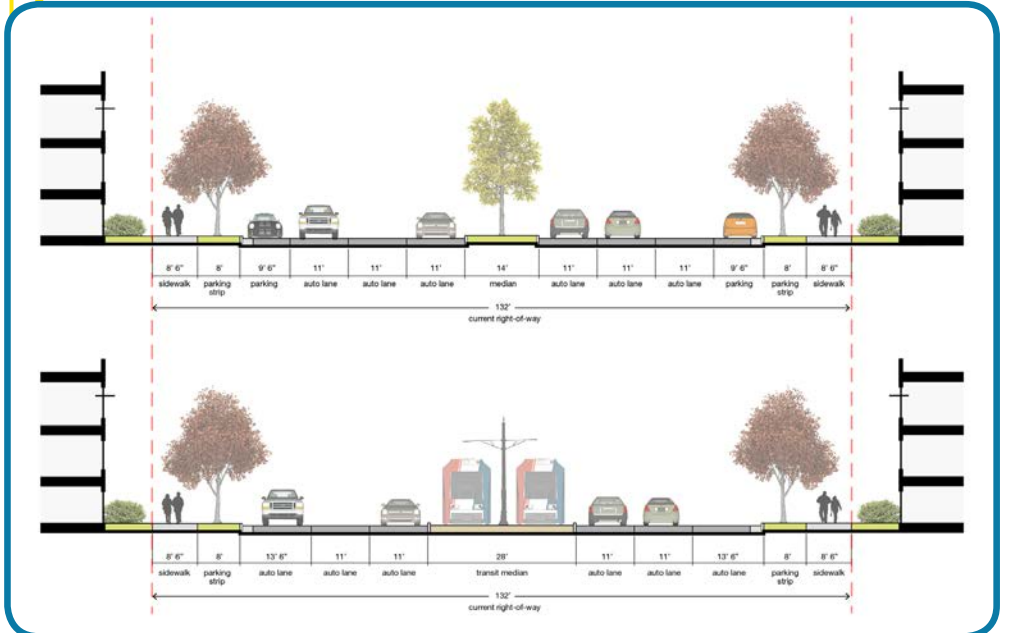 8' 6" 8' 9' 6" 11' 11' 11' 14' 11' 11' 11' 9' 6" 8' 8' 6"
sidewalk parking strip parking auto lane auto lane auto lane median auto lane auto lane auto lane parking parking strip sidewalk
132'
current right-of-way
8' 6" 8' 13' 6" 11' 11' 28' 11' 11' 13' 6" 8' 8' 6"
sidewalk parking strip auto lane auto lane auto lane transit median auto lane auto lane auto lane parking strip sidewalk
132'
current right-of-way